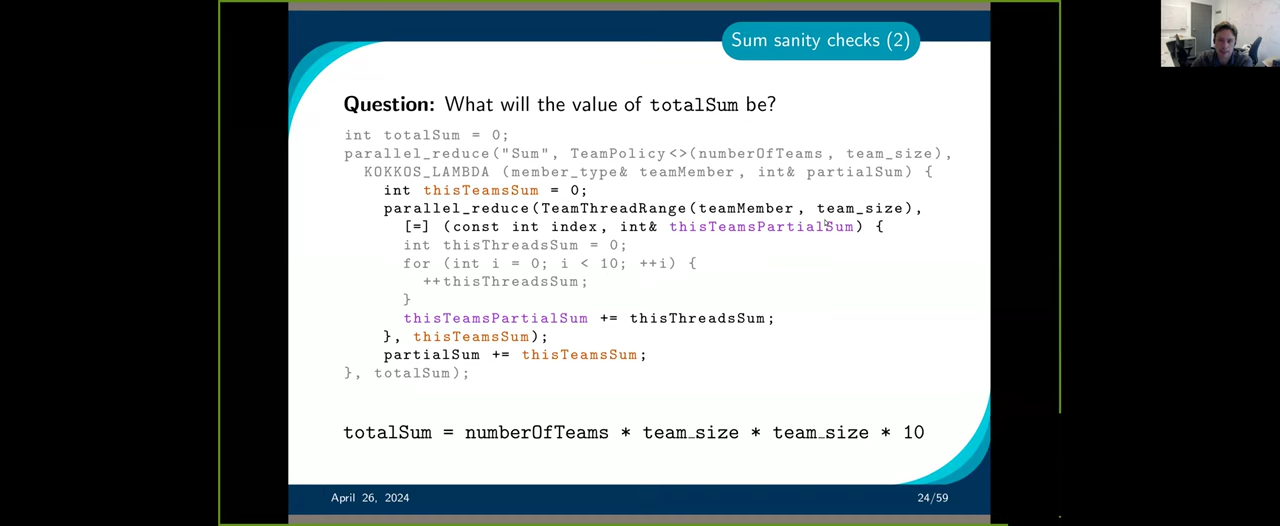 Sum sanity checks (2)
Question: What will the value of totalSum be?
int totalSum = 0;
parallel_reduce("Sum", TeamPolicy<>(numberOfTeams, team_size),
KOKKOS_LAMBDA (member_type& teamMember, int& partialSum) {
int thisTeamsSum = 0;
parallel_reduce(TeamThreadRange(teamMember, team_size),
[=] (const int index, int& thisTeamsPartialSum) {
int thisThreadsSum = 0;
for (int i = 0; i < 10; ++i) {
++thisThreadsSum;
}
thisTeamsPartialSum += thisThreadsSum;
}, thisTeamsSum);
partialSum += thisTeamsSum;
}, totalSum);
totalSum = numberOfTeams * team_size * team_size * 10
April 26, 2024
24/59